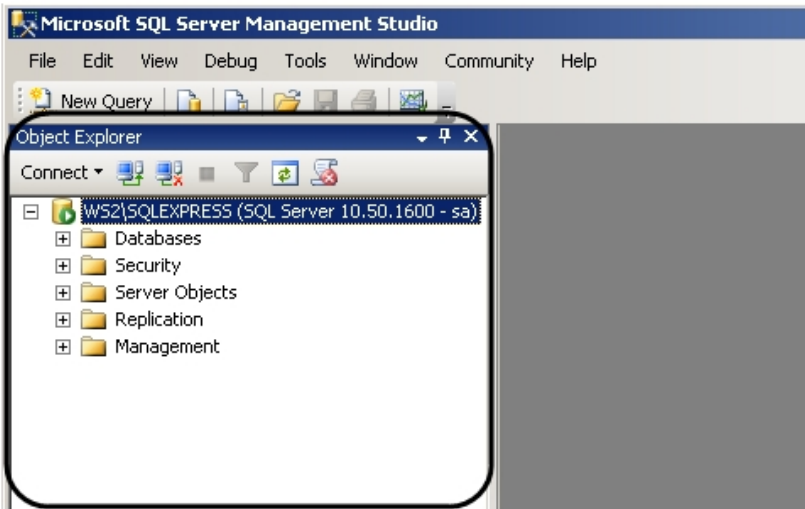 Microsoft SQL Server Management Studio
File Edit View Debug Tools Window Community Help
New Query
Object Explorer
Connect
WS2\SQLEXPRESS (SQL Server 10.50.1600 - sa)
Databases
Security
Server Objects
Replication
Management